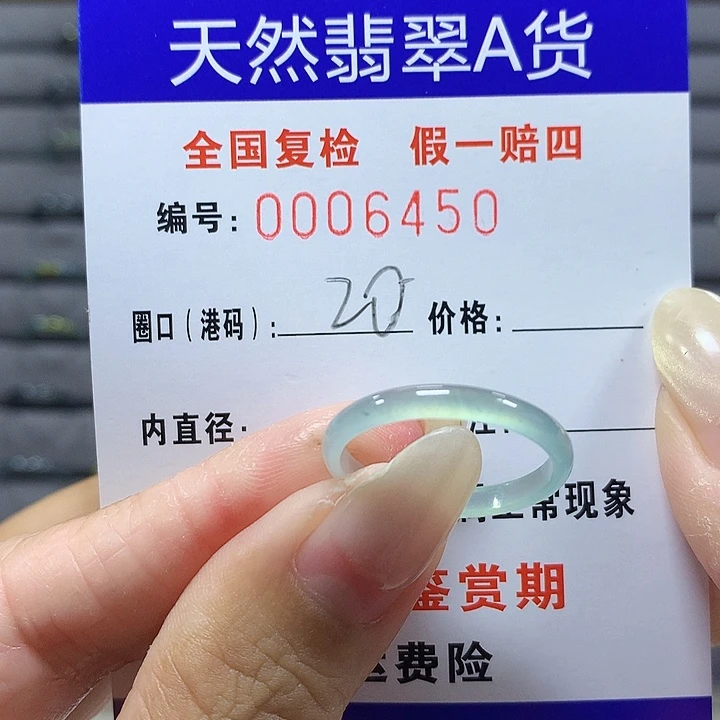 天然翡翠A货
全国复检 假一赔四
编号: 0006450
圈口(港码): 20 价格:
内直径:
常现象
鉴赏期
费险